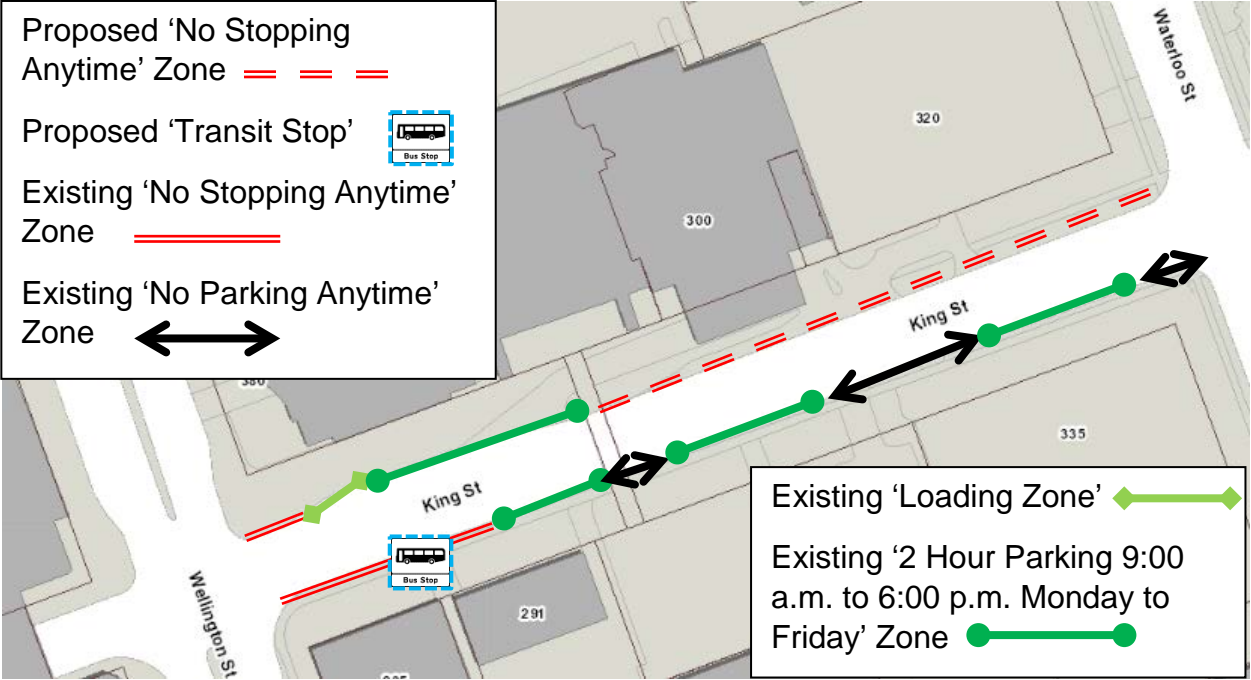 Proposed ‘No Stopping
Anytime’ Zone
Proposed ‘Transit Stop’
Bus Stop
Existing ‘No Stopping Anytime’
Zone
Existing ‘No Parking Anytime’
Zone
Waterloo St
320
300
380
King St
335
King St
Bus Stop
Wellington St
291
Existing ‘Loading Zone’
Existing ‘2 Hour Parking 9:00
a.m. to 6:00 p.m. Monday to
Friday’ Zone